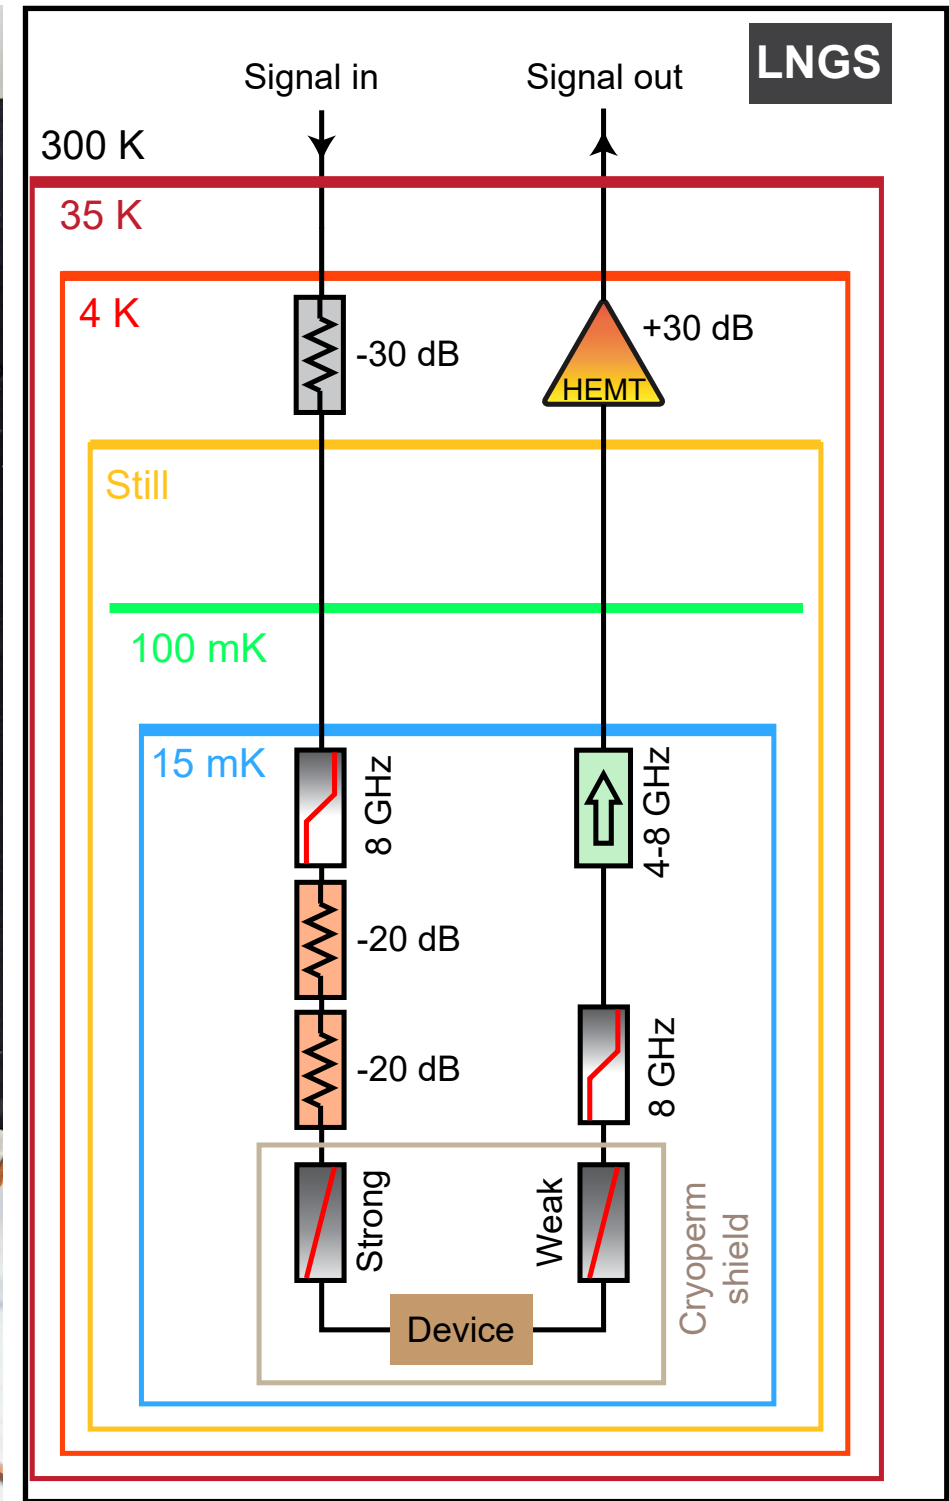 LNGS
Signal in
Signal out
300 K
35 K
4 K
-30 dB
+30 dB
HEMT
Still
100 mK
15 mK
8 GHz
4-8 GHz
-20 dB
-20 dB
8 GHz
Strong
Weak
Cryoperm
shield
Device